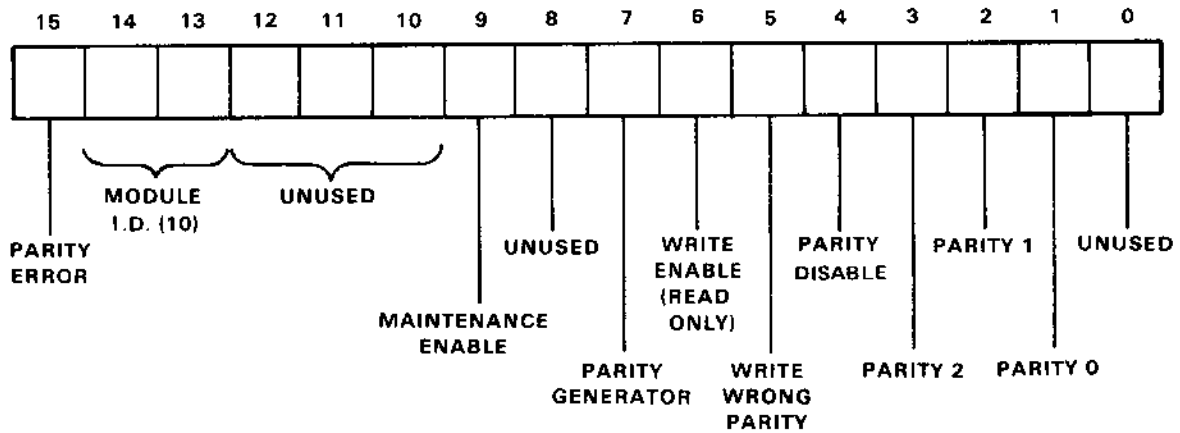 15 14 13 12 11 10 9 8 7 6 5 4 3 2 1 0
MODULE
I.D. (10)
UNUSED
PARITY
ERROR
MAINTENANCE
ENABLE
UNUSED
PARITY
GENERATOR
WRITE
ENABLE
(READ
ONLY)
WRITE
WRONG
PARITY
PARITY
DISABLE
PARITY 2
PARITY 1
PARITY 0
UNUSED